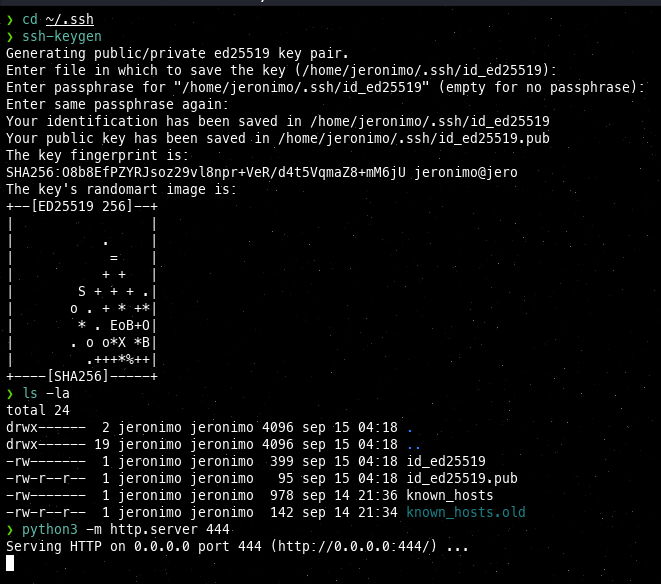 ❯ cd ~/.ssh
❯ ssh-keygen
Generating public/private ed25519 key pair.
Enter file in which to save the key (/home/jeronimo/.ssh/id_ed25519):
Enter passphrase for "/home/jeronimo/.ssh/id_ed25519" (empty for no passphrase):
Enter same passphrase again:
Your identification has been saved in /home/jeronimo/.ssh/id_ed25519
Your public key has been saved in /home/jeronimo/.ssh/id_ed25519.pub
The key fingerprint is:
SHA256:O8b8EfPZYRJsoz29vl8npr+VeR/d4t5VqmaZ8+mM6jU jeronimo@jero
The key's randomart image is:
+--[ED25519 256]--+
|                 |
|           .     |
|            =    |
|           + +   |
|        S + + + .|
|       o . + * +*|
|        * . EoB+O|
|       . o o*X *B|
|         .+++*%++|
+----[SHA256]-----+
❯ ls -la
total 24
drwx------  2 jeronimo jeronimo 4096 sep 15 04:18 .
drwx------ 19 jeronimo jeronimo 4096 sep 15 04:18 ..
-rw-------  1 jeronimo jeronimo  399 sep 15 04:18 id_ed25519
-rw-r--r--  1 jeronimo jeronimo   95 sep 15 04:18 id_ed25519.pub
-rw-------  1 jeronimo jeronimo  978 sep 14 21:36 known_hosts
-rw-r--r--  1 jeronimo jeronimo  142 sep 14 21:34 known_hosts.old
❯ python3 -m http.server 444
Serving HTTP on 0.0.0.0 port 444 (http://0.0.0.0:444/) ...